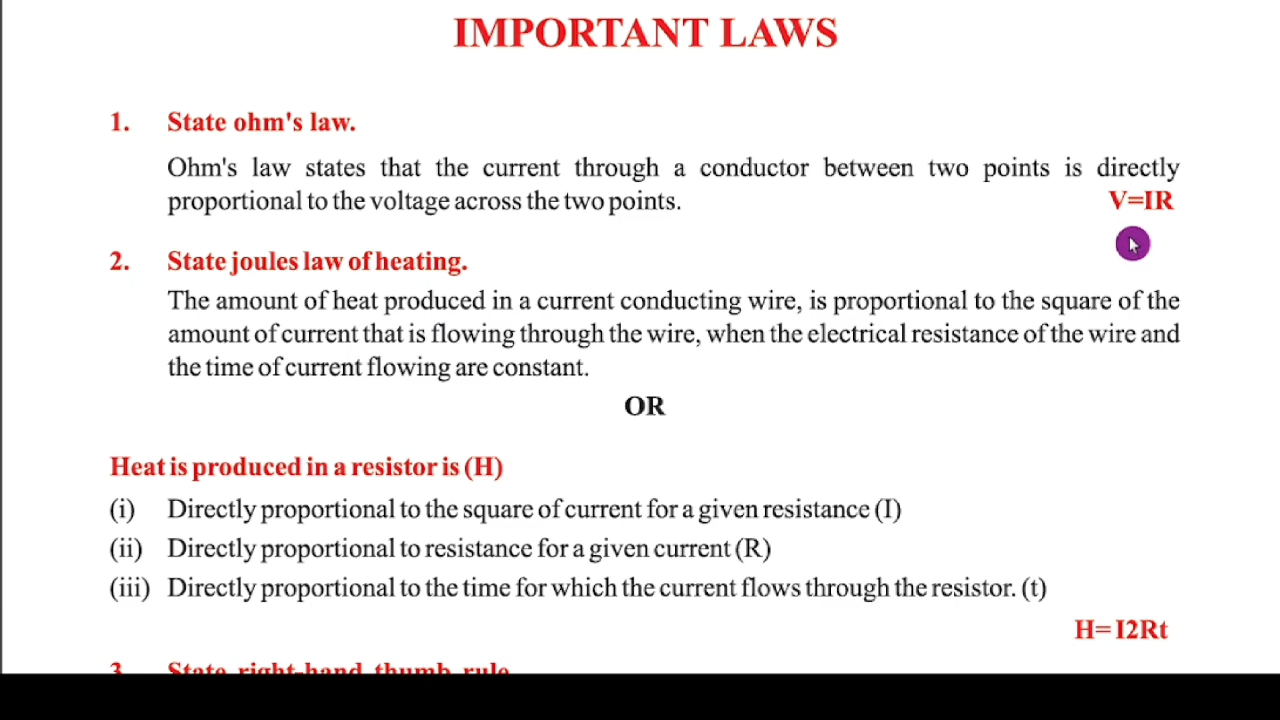 IMPORTANT LAWS
1. State ohm's law.
Ohm's law states that the current through a conductor between two points is directly
proportional to the voltage across the two points. V=IR
2. State joules law of heating.
The amount of heat produced in a current conducting wire, is proportional to the square of the
amount of current that is flowing through the wire, when the electrical resistance of the wire and
the time of current flowing are constant.
OR
Heat is produced in a resistor is (H)
(i) Directly proportional to the square of current for a given resistance (I)
(ii) Directly proportional to resistance for a given current (R)
(iii) Directly proportional to the time for which the current flows through the resistor. (t)
H= I2Rt
3. State right-hand thumb rule